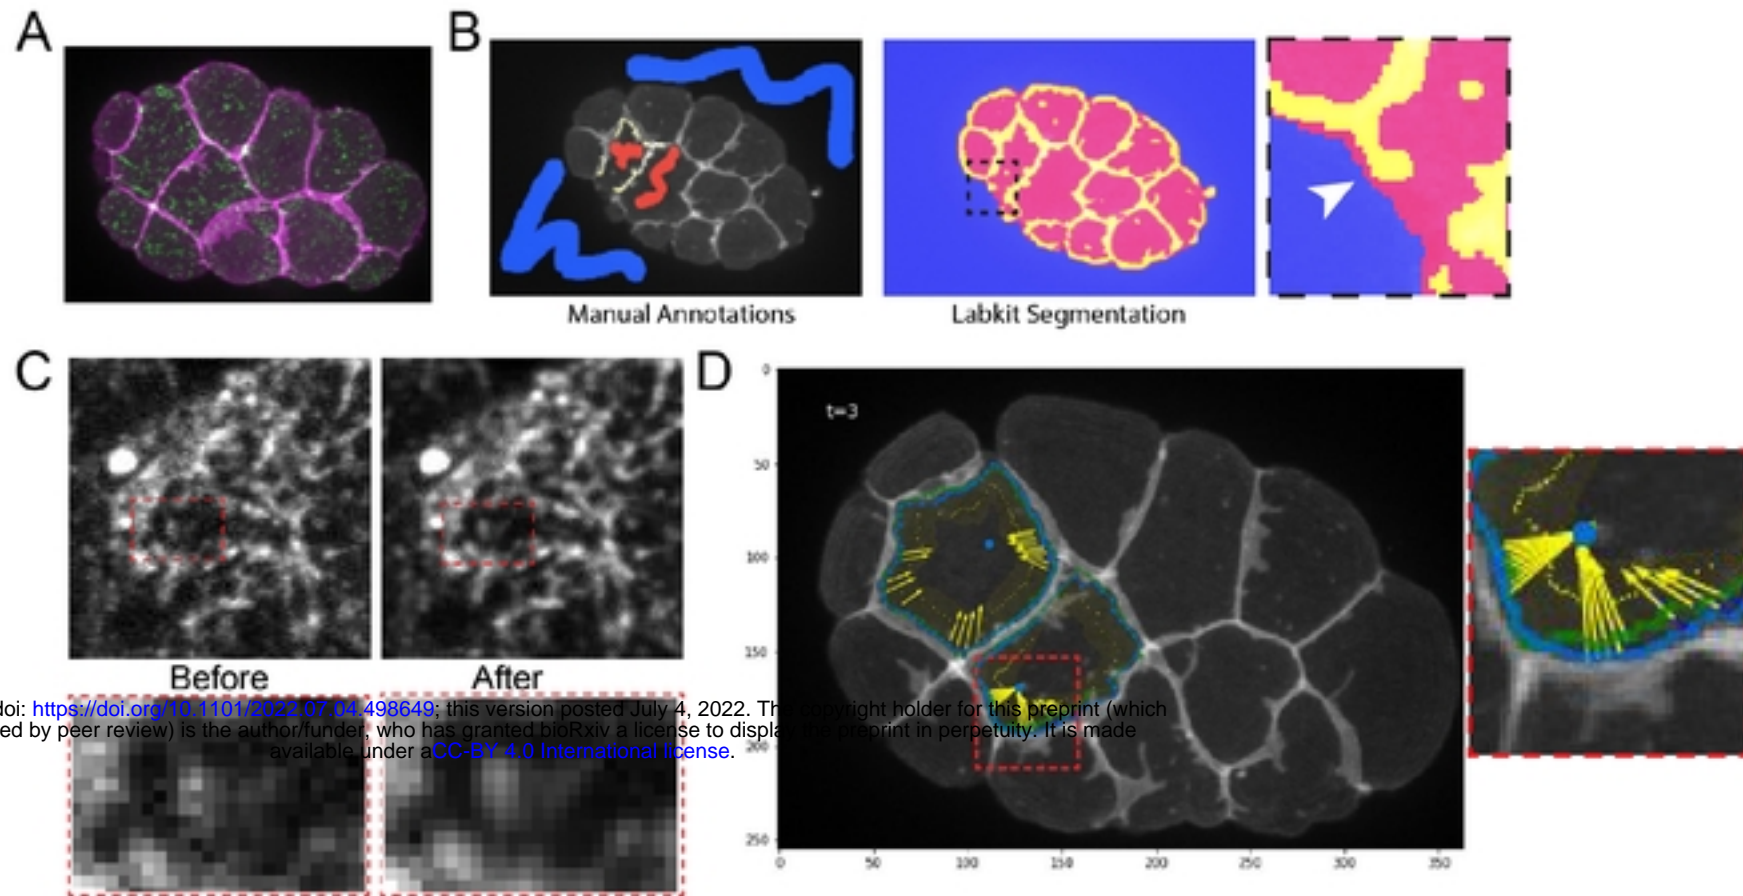 A
B
Manual Annotations
Labkit Segmentation
C
D
0
t=3
50
100
150
200
250
0
50
100
150
200
250
300
350
Before
After
doi: https://doi.org/10.1101/2022.07.04.498649; this version posted July 4, 2022. The copyright holder for this preprint (which
ed by peer review) is the author/funder, who has granted bioRxiv a license to display the preprint in perpetuity. It is made
available under aCC-BY 4.0 International license.